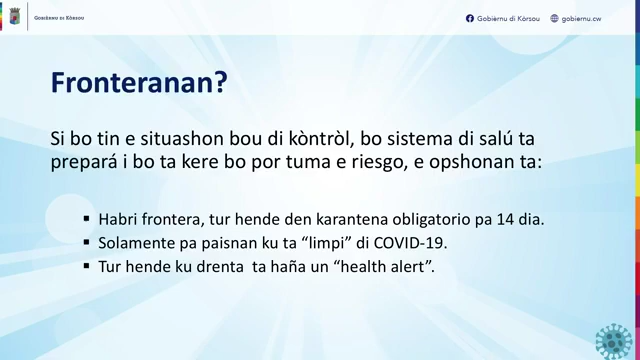 GOBIÈRNU DI KÒRSOU
Gobièrnu di Kòrsou
gobiernu.cw
Fronteranan?
Si bo tin e situashon bou di kòntròl, bo sistema di salú ta
prepará i bo ta kere bo por tuma e riesgo, e opshonan ta:
▪ Habri frontera, tur hende den karantena obligatorio pa 14 dia.
▪ Solamente pa paisnan ku ta “limpi” di COVID-19.
▪ Tur hende ku drenta ta haña un “health alert”.